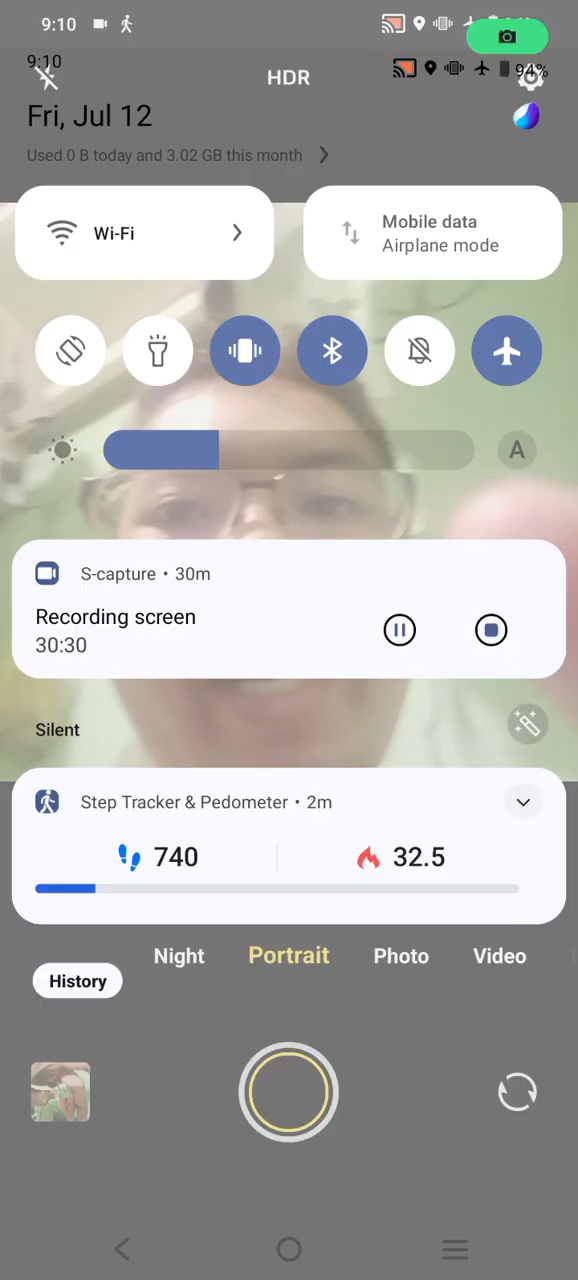 9:10
9:10
HDR
94%
Fri, Jul 12
Used 0 B today and 3.02 GB this month
Wi-Fi
Mobile data
Airplane mode
A
S-capture • 30m
Recording screen
30:30
Silent
Step Tracker & Pedometer • 2m
740
32.5
Night
Portrait
Photo
Video
History